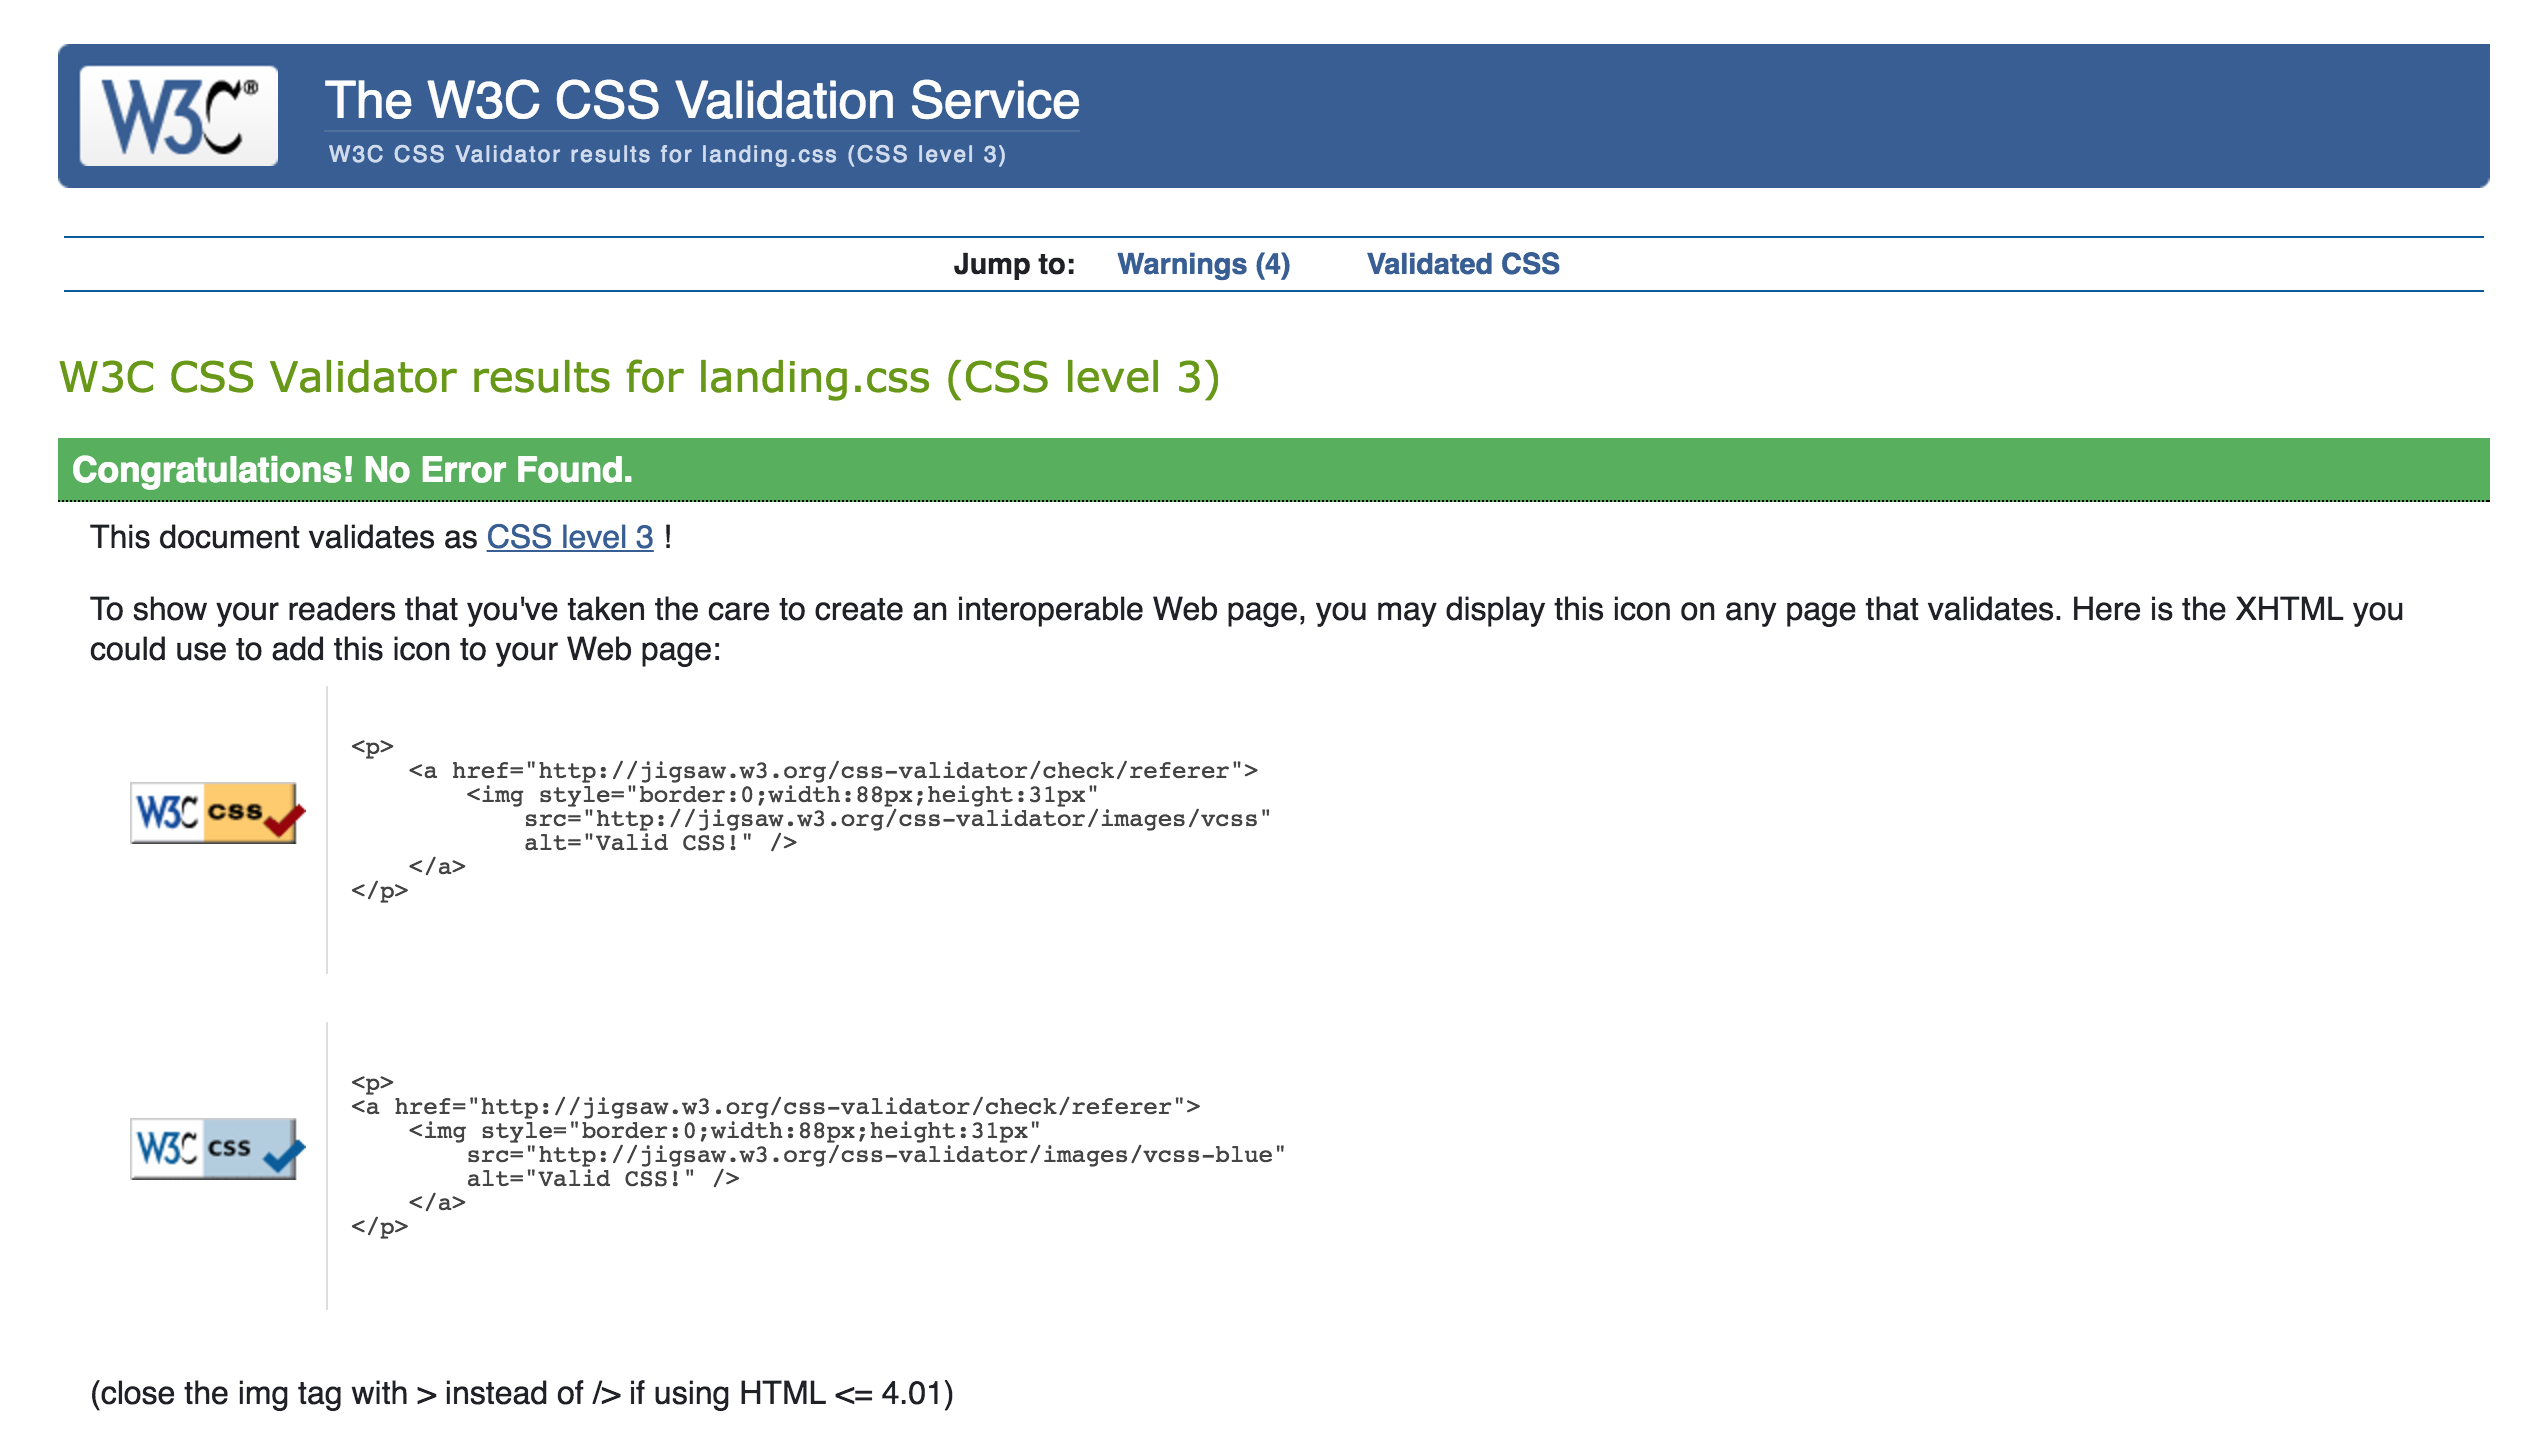 W3C®
The W3C CSS Validation Service
W3C CSS Validator results for landing.css (CSS level 3)
Jump to: Warnings (4) Validated CSS
W3C CSS Validator results for landing.css (CSS level 3)
Congratulations! No Error Found.
This document validates as CSS level 3 !
To show your readers that you've taken the care to create an interoperable Web page, you may display this icon on any page that validates. Here is the XHTML you
could use to add this icon to your Web page:
W3C css
<p>
    <a href="http://jigsaw.w3.org/css-validator/check/referer">
        <img style="border:0;width:88px;height:31px"
            src="http://jigsaw.w3.org/css-validator/images/vcss"
            alt="Valid CSS!" />
    </a>
</p>
W3C css
<p>
<a href="http://jigsaw.w3.org/css-validator/check/referer">
    <img style="border:0;width:88px;height:31px"
        src="http://jigsaw.w3.org/css-validator/images/vcss-blue"
        alt="Valid CSS!" />
    </a>
</p>
(close the img tag with > instead of /> if using HTML <= 4.01)